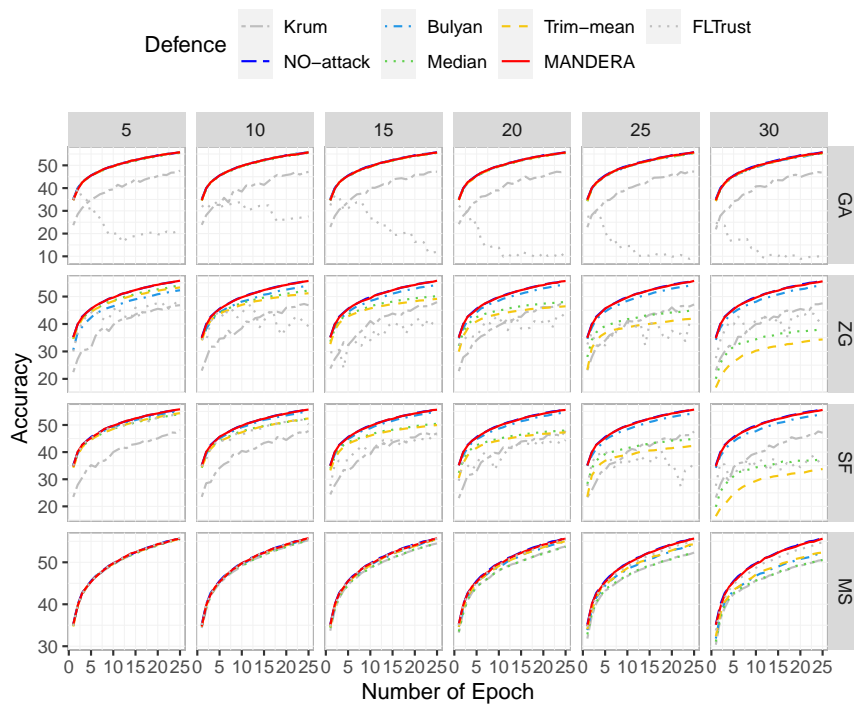 Defence
Krum Bulyan Trim−mean FLTrust
NO−attack Median MANDERA
5 10 15 20 25 30
50
40
30
20
10
GA
50
40
30
20
ZG
50
40
30
20
SF
50
40
30
MS
0 5 10 15 20 25 0 5 10 15 20 25 0 5 10 15 20 25 0 5 10 15 20 25 0 5 10 15 20 25 0 5 10 15 20 25
Accuracy
Number of Epoch